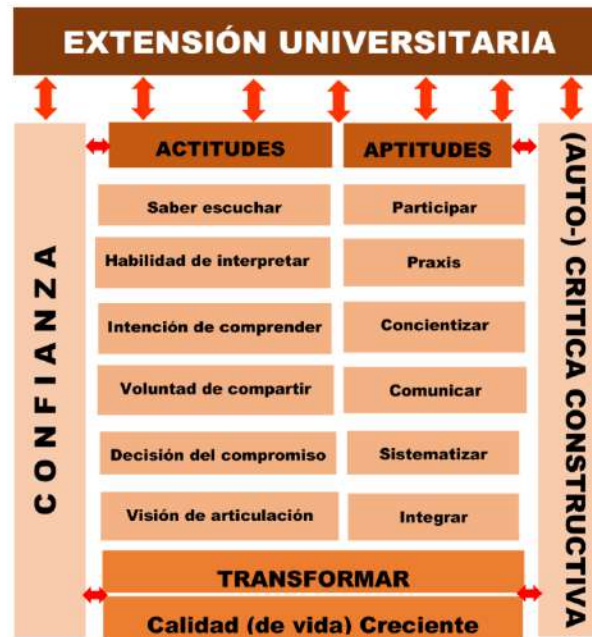 EXTENSIÓN UNIVERSITARIA
CONFIANZA
ACTITUDES
APTITUDES
Saber escuchar
Participar
Habilidad de interpretar
Praxis
Intención de comprender
Concientizar
Voluntad de compartir
Comunicar
Decisión del compromiso
Sistematizar
Visión de articulación
Integrar
TRANSFORMAR
Calidad (de vida) Creciente
(AUTO-) CRITICA CONSTRUCTIVA